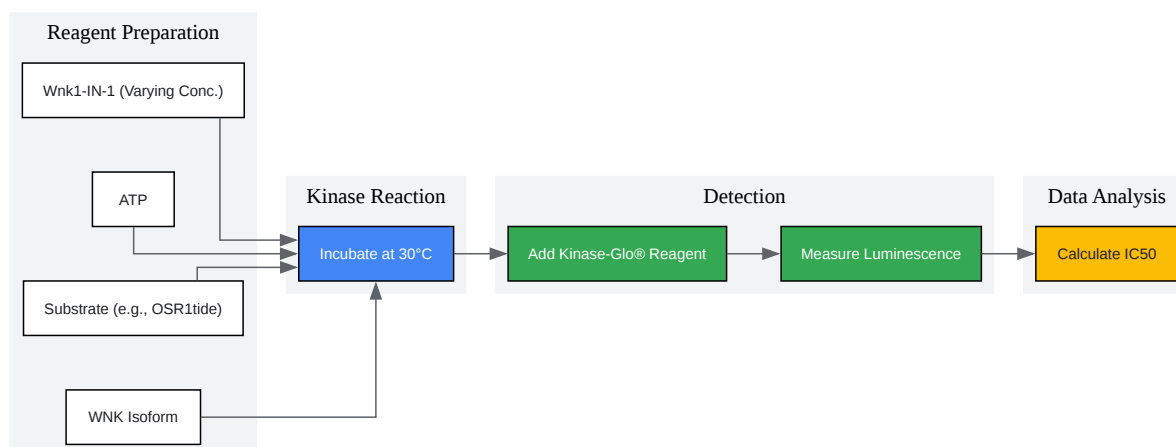 Reagent Preparation
Wnk1-IN-1 (Varying Conc.)
ATP
Substrate (e.g., OSR1tide)
WNK Isoform
Kinase Reaction
Incubate at 30°C
Detection
Add Kinase-Glo® Reagent
Measure Luminescence
Data Analysis
Calculate IC50